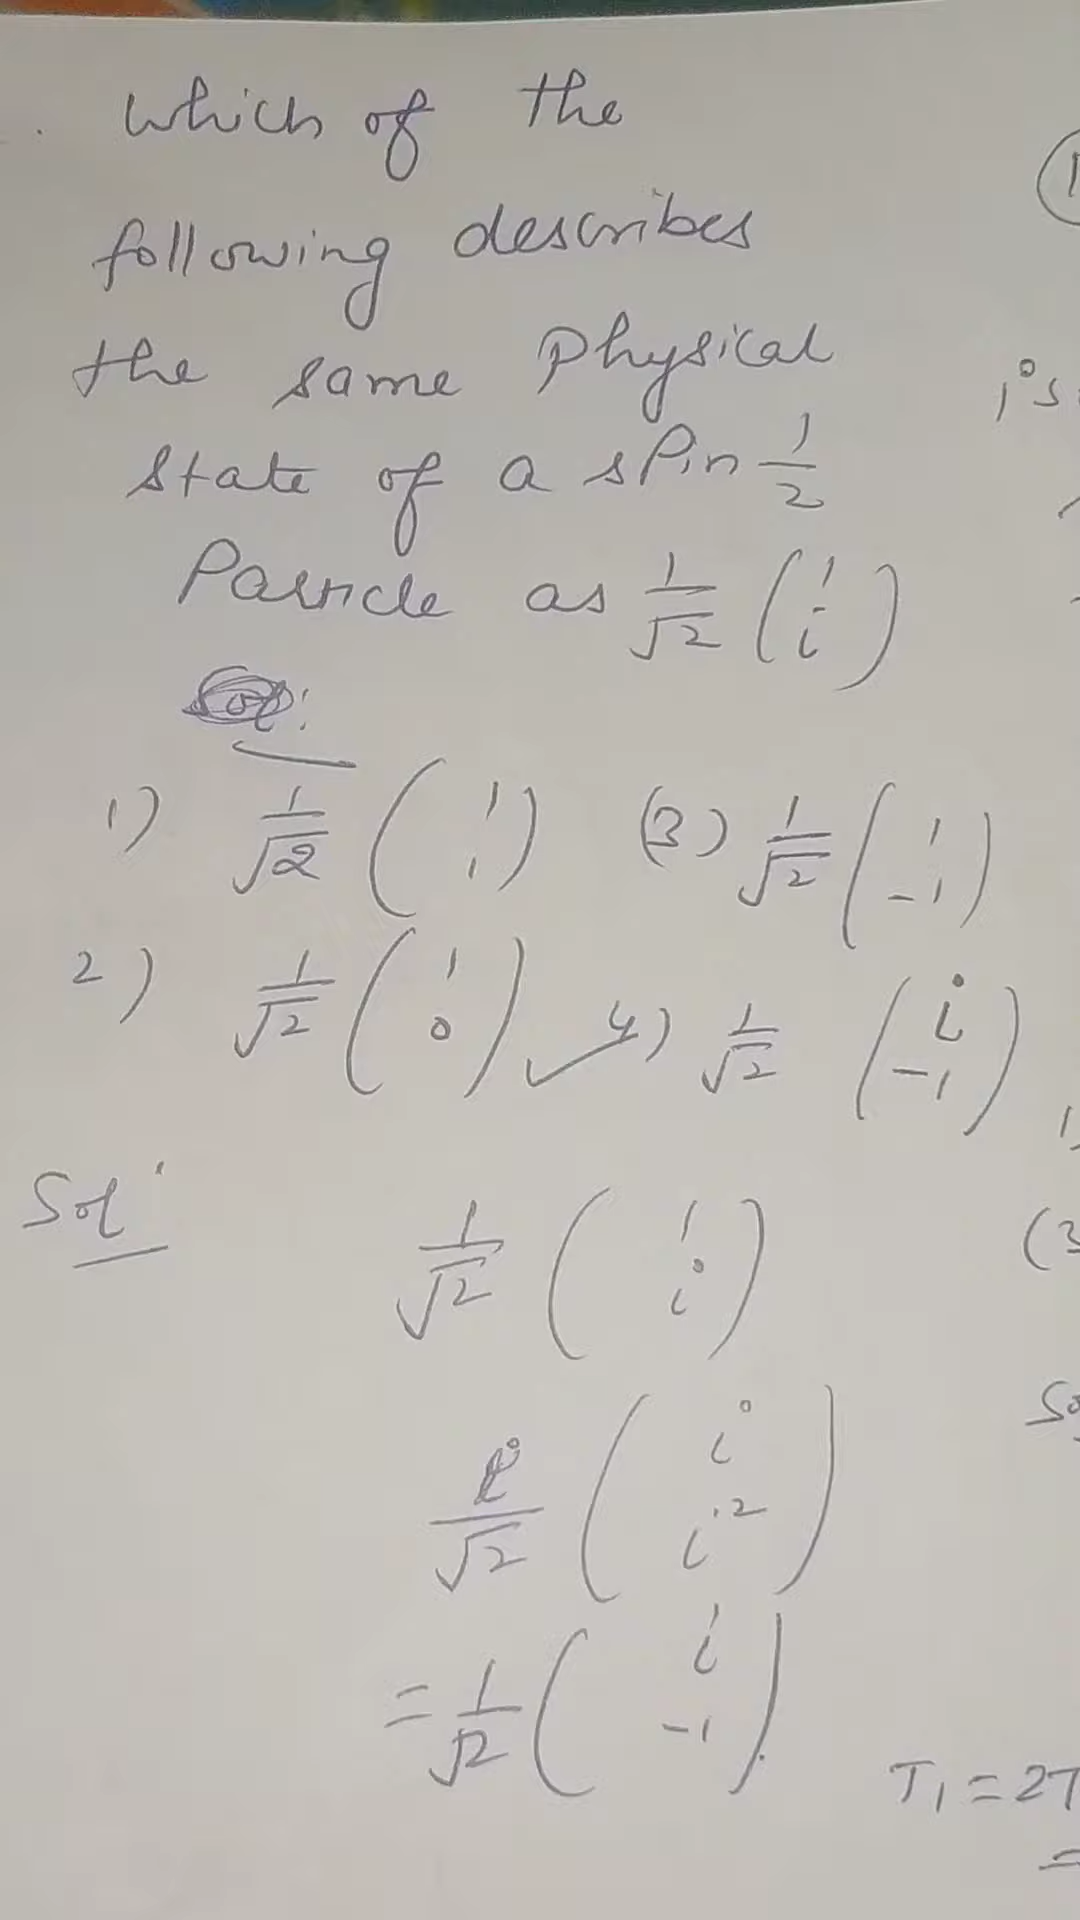 which of the
following describes
the same physical
state of a spin 1/2
Particle as 1/√2 (1 i)
1) 1/√2 (1 1) (3) 1/√2 (1 -1)
2) 1/√2 (1 0) 4) 1/√2 (i -1)
Sol:
1/√2 (1 i)
/√2 (i i²)
= 1/√2 (i -1)
T₁ = 2T
(3